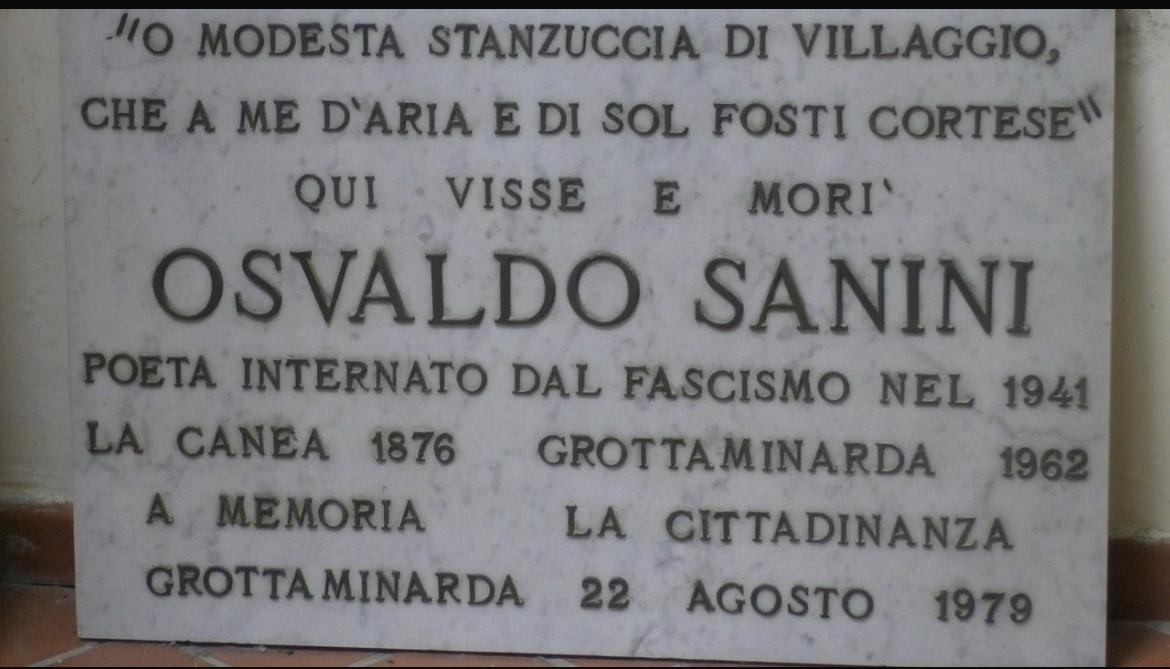 "O MODESTA STANZUCCIA DI VILLAGGIO,
CHE A ME D'ARIA E DI SOL FOSTI CORTESE"
QUI VISSE E MORI`
OSVALDO SANINI
POETA INTERNATO DAL FASCISMO NEL 1941
LA CANEA 1876 GROTTAMINARDA 1962
A MEMORIA LA CITTADINANZA
GROTTAMINARDA 22 AGOSTO 1979